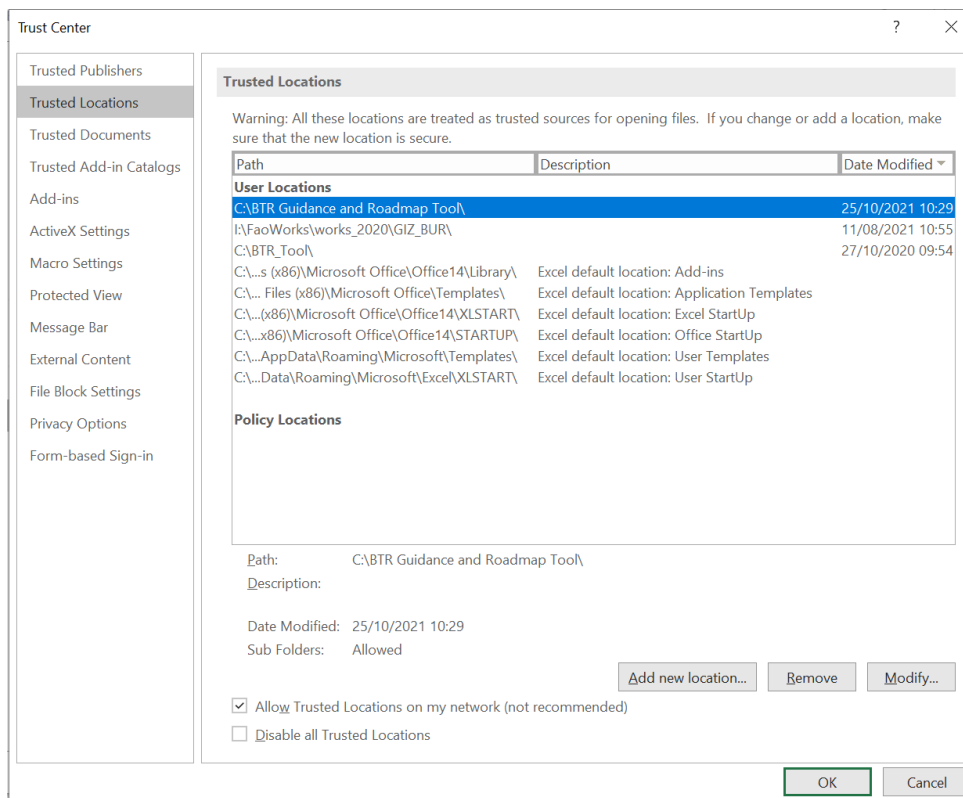 Trust Center
?
Trusted Publishers
Trusted Locations
Trusted Documents
Trusted Add-in Catalogs
Add-ins
ActiveX Settings
Macro Settings
Protected View
Message Bar
External Content
File Block Settings
Privacy Options
Form-based Sign-in
Trusted Locations
Warning: All these locations are treated as trusted sources for opening files. If you change or add a location, make
sure that the new location is secure.
Path Description Date Modified
User Locations
C:\BTR Guidance and Roadmap Tool\ 25/10/2021 10:29
I:\FaoWorks\works_2020\GIZ_BUR\ 11/08/2021 10:55
C:\BTR_Tool\ 27/10/2020 09:54
C:\...s (x86)\Microsoft Office\Office14\Library\ Excel default location: Add-ins
C:\... Files (x86)\Microsoft Office\Templates\ Excel default location: Application Templates
C:\...(x86)\Microsoft Office\Office14\XLSTART\ Excel default location: Excel StartUp
C:\...x86)\Microsoft Office\Office14\STARTUP\ Excel default location: Office StartUp
C:\...AppData\Roaming\Microsoft\Templates\ Excel default location: User Templates
C:\...Data\Roaming\Microsoft\Excel\XLSTART\ Excel default location: User StartUp
Policy Locations
Path: C:\BTR Guidance and Roadmap Tool\
Description:
Date Modified: 25/10/2021 10:29
Sub Folders: Allowed
Add new location... Remove Modify...
Allow Trusted Locations on my network (not recommended)
Disable all Trusted Locations
OK Cancel